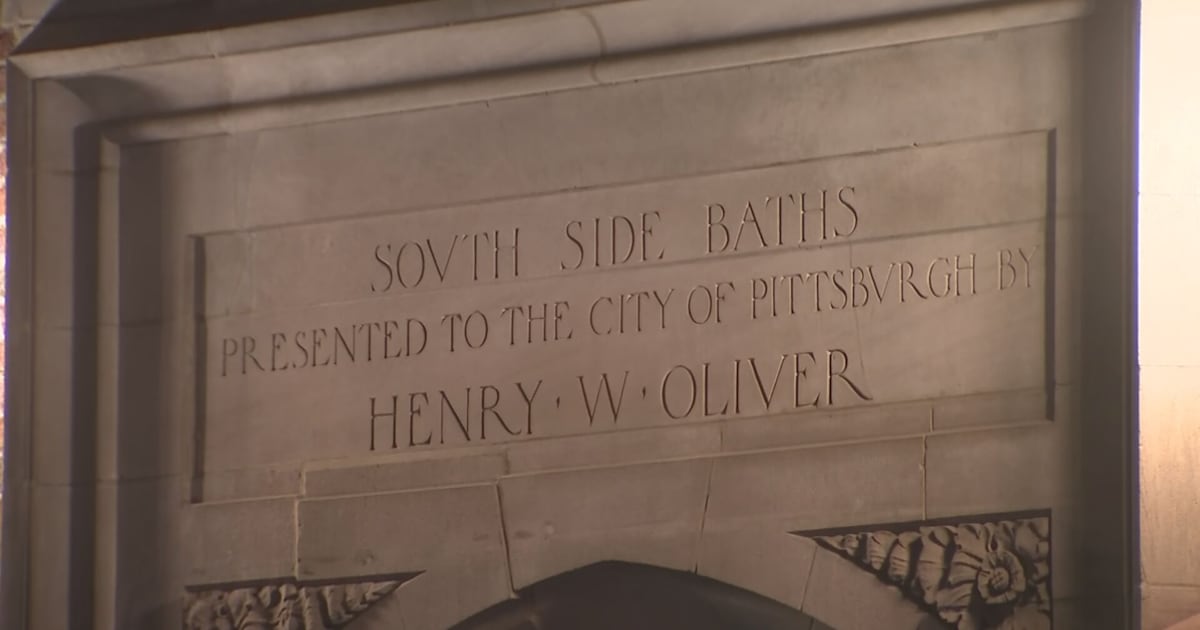 SOVTH SIDE BATHS
PRESENTED TO THE CITY OF PITTSBVRGH BY
HENRY · W · OLIVER